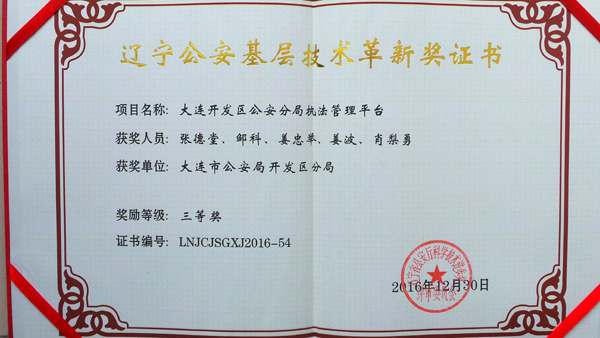 辽宁公安基层技术革新奖证书
项目名称: 大连开发区公安分局执法管理平台
获奖人员: 张德堂、邹科、姜忠举、姜波、肖梨勇
获奖单位: 大连市公安局开发区分局
奖励等级: 三等奖
证书编号: LNJCJSGXJ2016-54
2016年12月30日